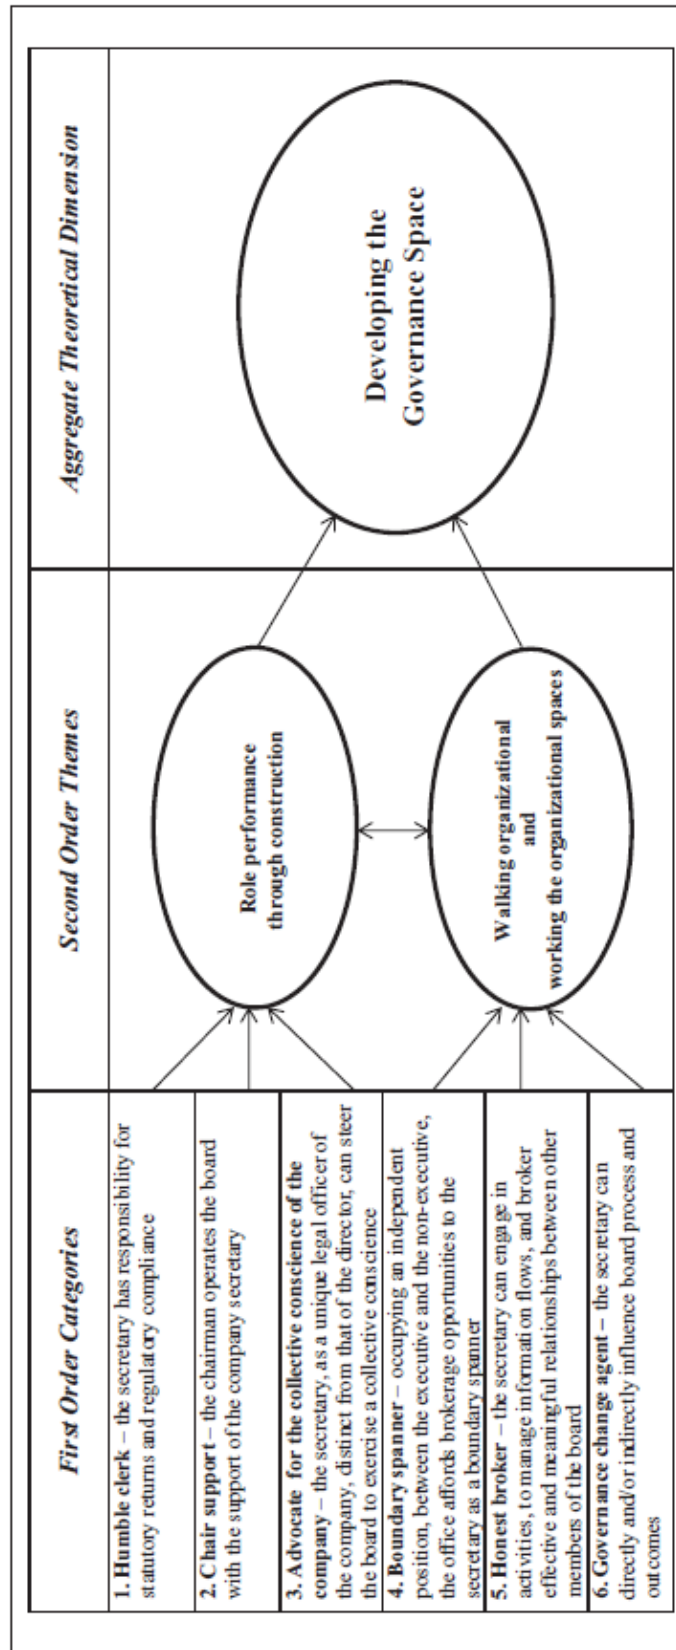 First Order Categories
Second Order Themes
Aggregate Theoretical Dimension
1. Humble clerk – the secretary has responsibility for
statutory returns and regulatory compliance
2. Chair support – the chairman operates the board
with the support of the company secretary
3. Advocate for the collective conscience of the
company – the secretary, as a unique legal officer of
the company, distinct from that of the director, can steer
the board to exercise a collective conscience
4. Boundary spanner – occupying an independent
position, between the executive and the non-executive,
the office affords brokerage opportunities to the
secretary as a boundary spanner
5. Honest broker – the secretary can engage in
activities, to manage information flows, and broker
effective and meaningful relationships between other
members of the board
6. Governance change agent – the secretary can
directly and/or indirectly influence board process and
outcomes
Role performance
through construction
Walking organizational
and
working the organizational spaces
Developing the
Governance Space